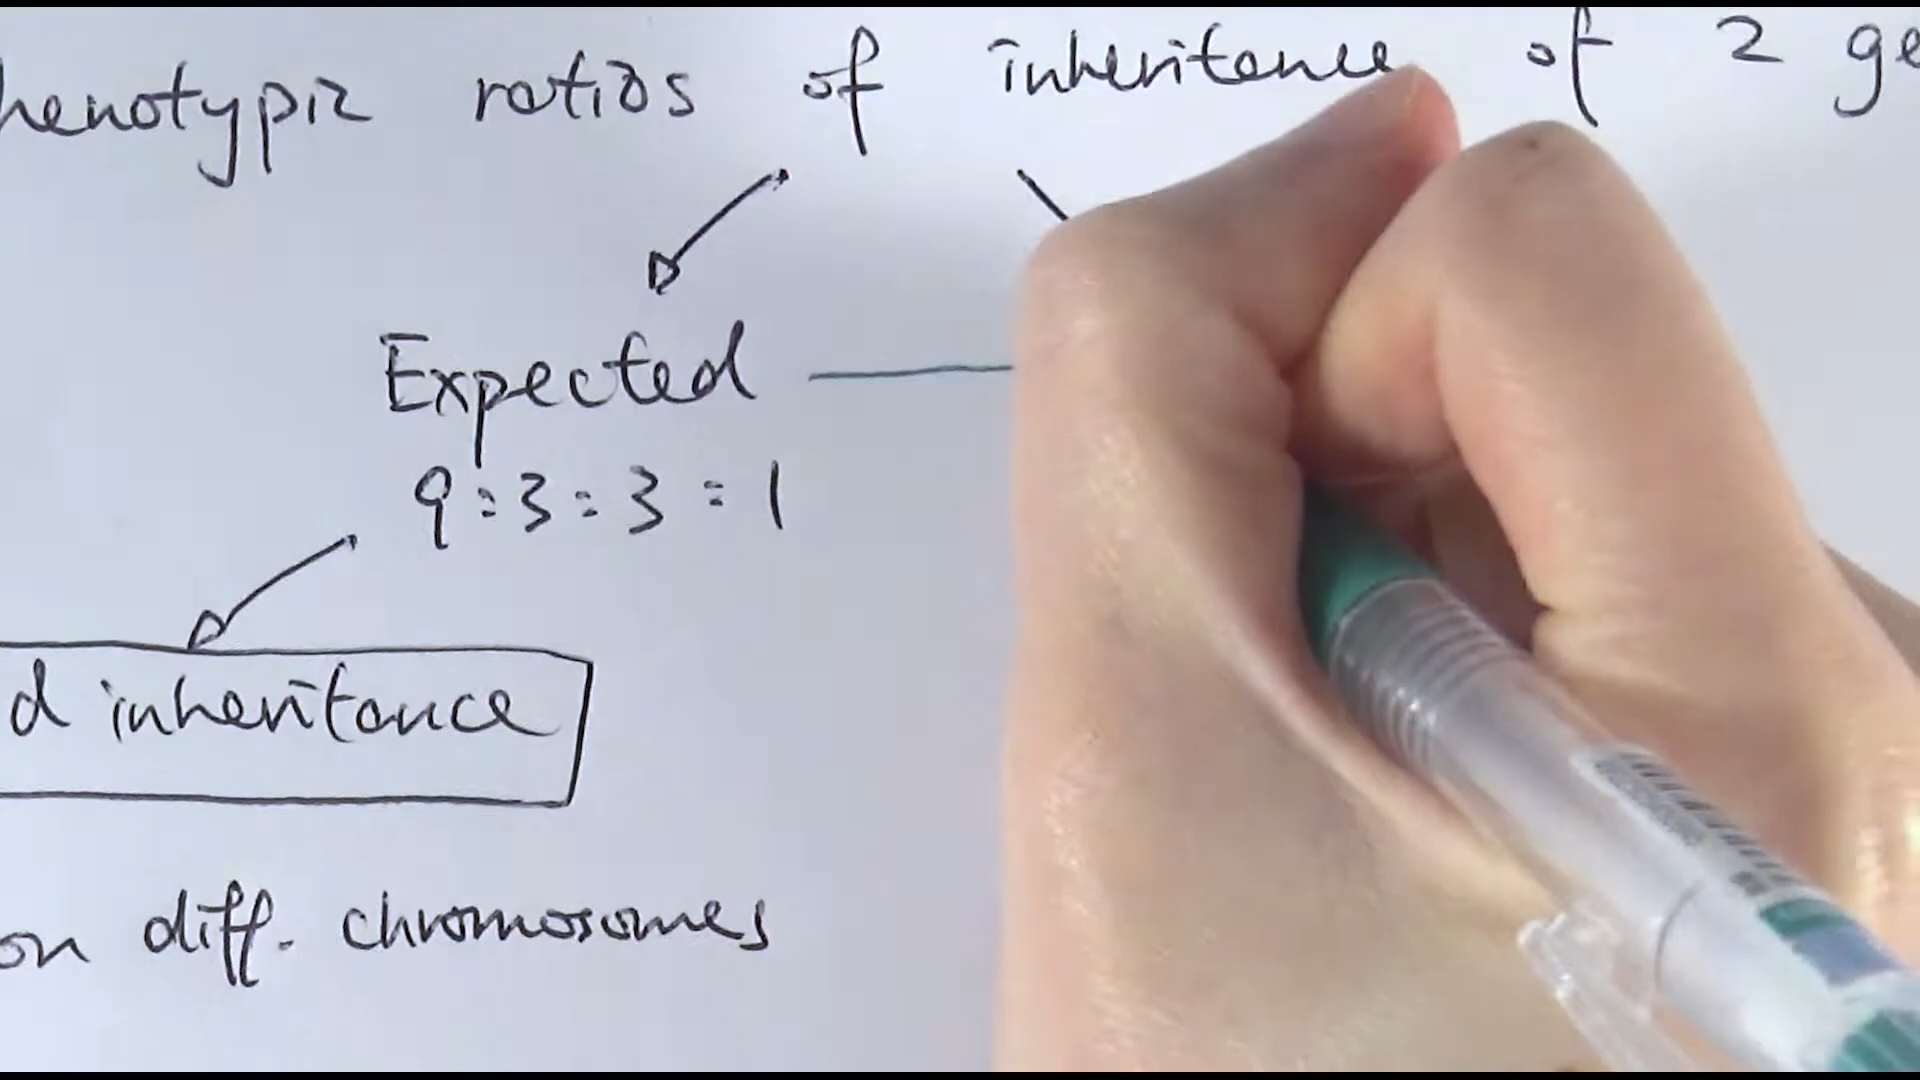 henotypic ratios of inheritance of 2 ge
Expected
9:3:3:1
d inheritance
on diff. chromosomes